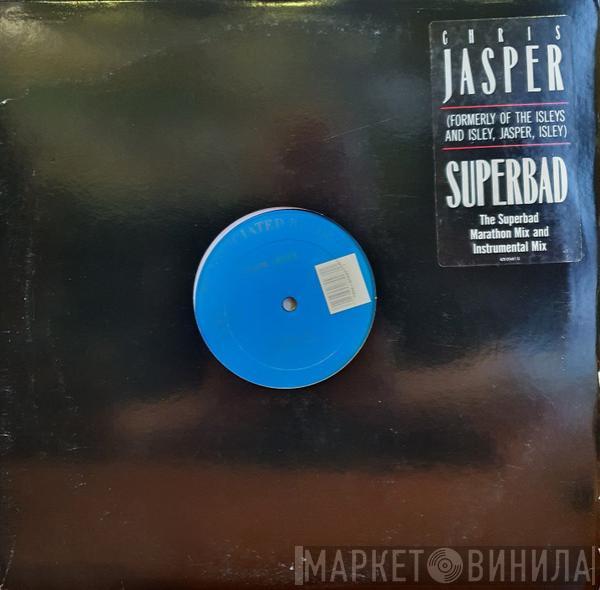 CHRIS
JASPER
(FORMERLY OF THE ISLEYS
AND ISLEY, JASPER, ISLEY)
SUPERBAD
The Superbad
Marathon Mix and
Instrumental Mix
МАРКЕТ ВИНИЛА